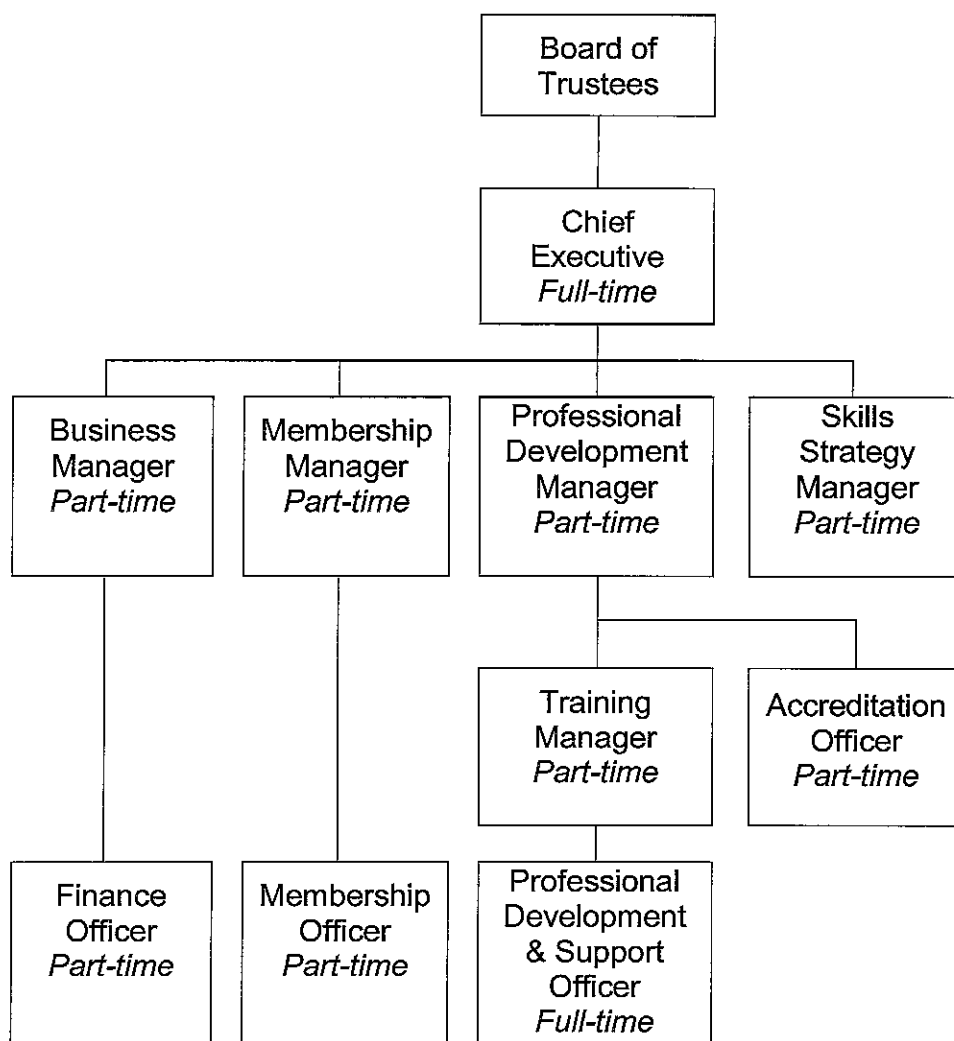 Board of
Trustees
Chief
Executive
Full-time
Business
Manager
Part-time
Membership
Manager
Part-time
Professional
Development
Manager
Part-time
Skills
Strategy
Manager
Part-time
Training
Manager
Part-time
Accreditation
Officer
Part-time
Finance
Officer
Part-time
Membership
Officer
Part-time
Professional
Development
& Support
Officer
Full-time